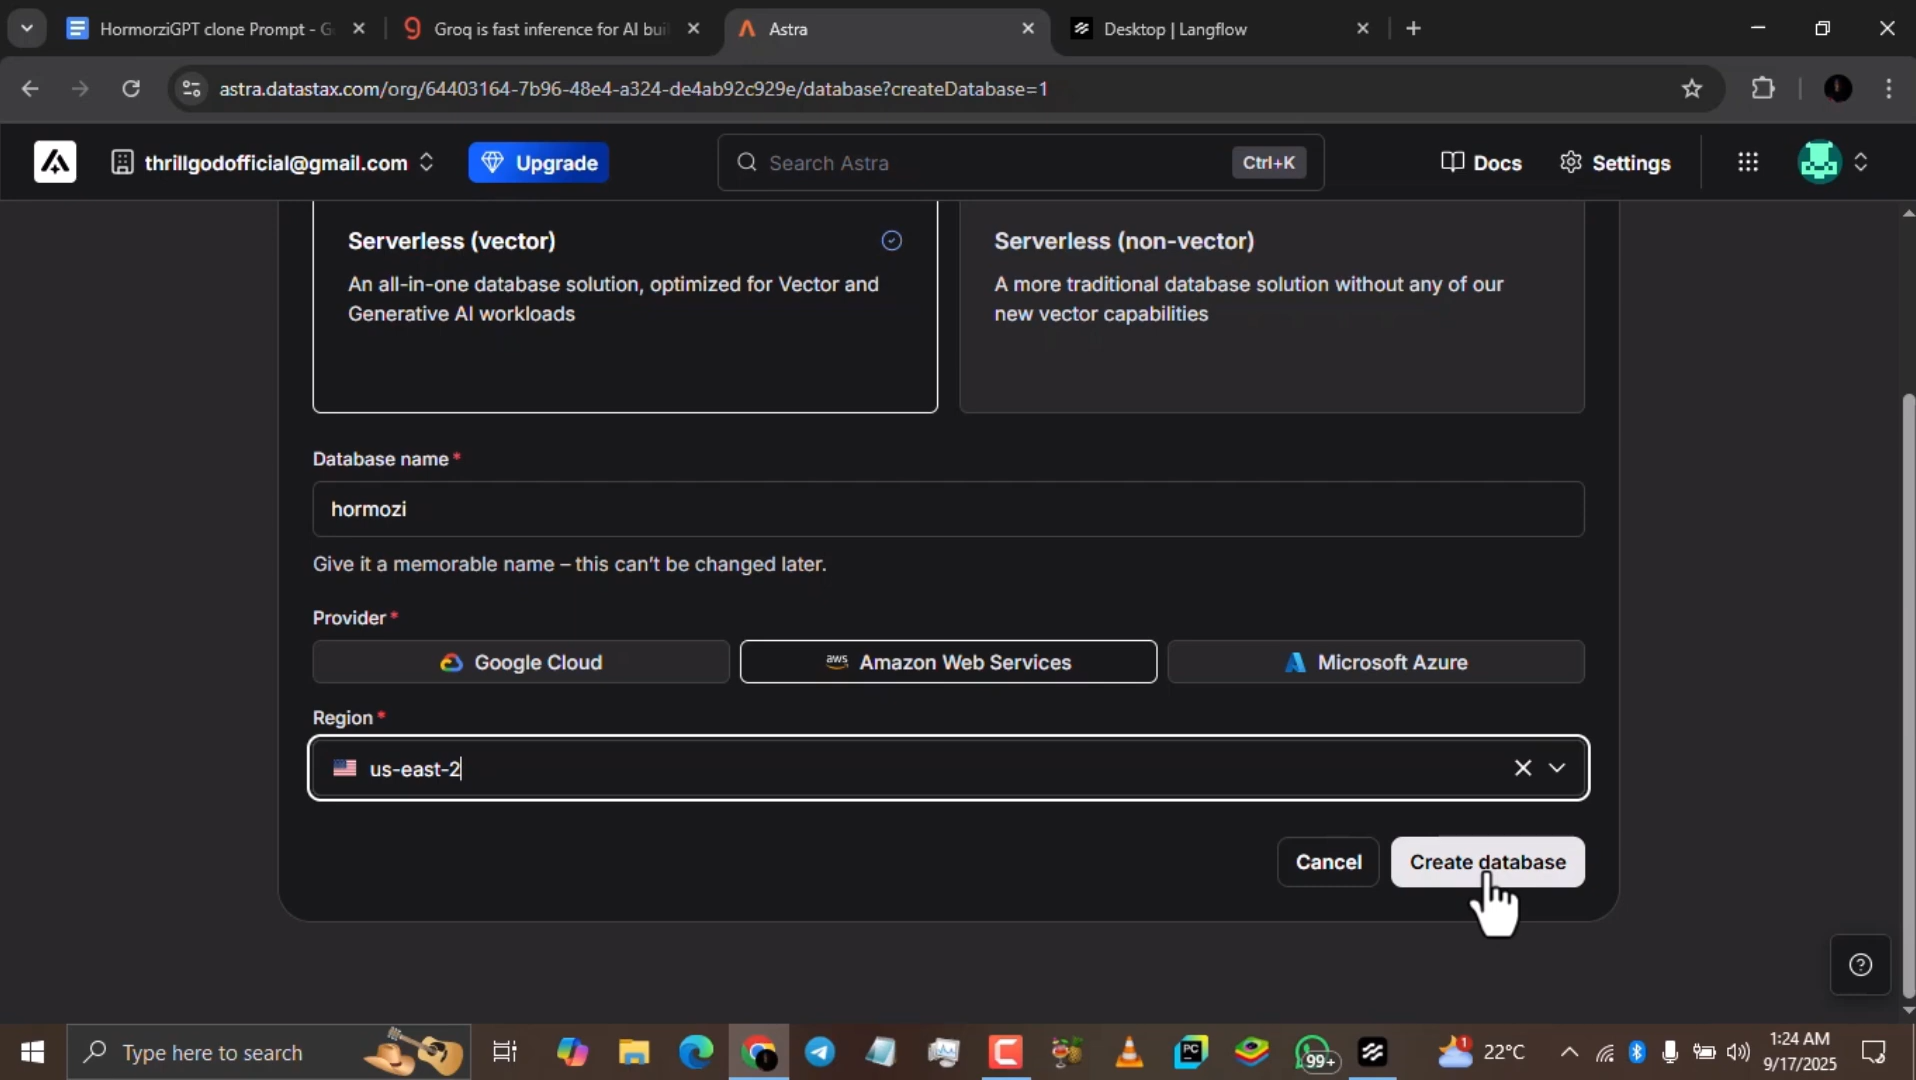 HormorziGPT clone Prompt - G
Groq is fast inference for AI bui
Astra
Desktop | Langflow
astra.datastax.com/org/64403164-7b96-48e4-a324-de4ab92c929e/database?createDatabase=1
thrillgodofficial@gmail.com
Upgrade
Search Astra
Ctrl+K
Docs
Settings
Serverless (vector)
An all-in-one database solution, optimized for Vector and
Generative AI workloads
Serverless (non-vector)
A more traditional database solution without any of our
new vector capabilities
Database name*
hormozi
Give it a memorable name – this can't be changed later.
Provider*
Google Cloud
aws
Amazon Web Services
Microsoft Azure
Region*
us-east-2
Cancel
Create database
Type here to search
PC
99+
1
22°C
1:24 AM
9/17/2025